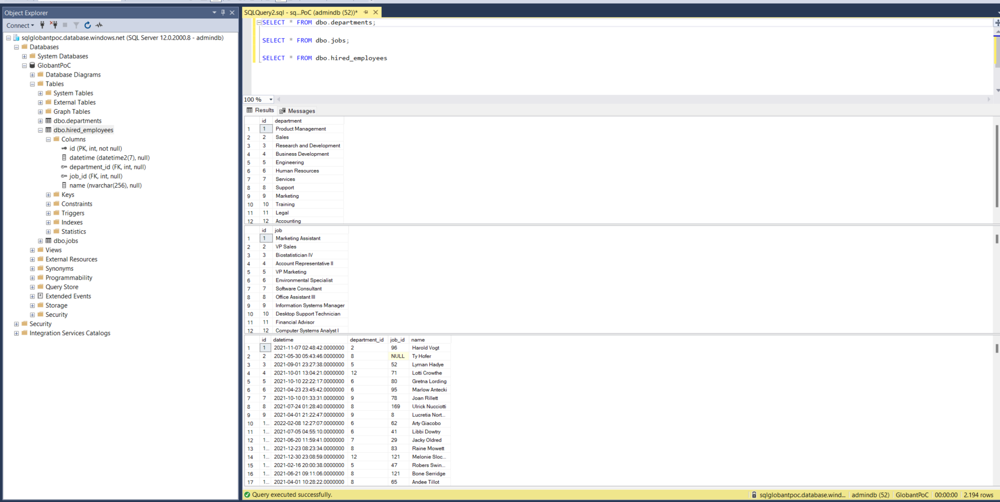 Object Explorer
Connect
sqlglobantpoc.database.windows.net (SQL Server 12.0.2000.8 - admindb)
Databases
System Databases
GlobantPoC
Database Diagrams
Tables
System Tables
External Tables
Graph Tables
dbo.departments
dbo.hired_employees
Columns
id (PK, int, not null)
datetime (datetime2(7), null)
department_id (FK, int, null)
job_id (FK, int, null)
name (nvarchar(256), null)
Keys
Constraints
Triggers
Indexes
Statistics
dbo.jobs
Views
External Resources
Synonyms
Programmability
Query Store
Extended Events
Storage
Security
Security
Integration Services Catalogs
SQLQuery2.sql - sq...PoC (admindb (52))*
SELECT * FROM dbo.departments;
SELECT * FROM dbo.jobs;
SELECT * FROM dbo.hired_employees
100 %
Results Messages
id department
1 1 Product Management
2 2 Sales
3 3 Research and Development
4 4 Business Development
5 5 Engineering
6 6 Human Resources
7 7 Services
8 8 Support
9 9 Marketing
10 10 Training
11 11 Legal
12 12 Accounting
id job
1 1 Marketing Assistant
2 2 VP Sales
3 3 Biostatistician IV
4 4 Account Representative II
5 5 VP Marketing
6 6 Environmental Specialist
7 7 Software Consultant
8 8 Office Assistant III
9 9 Information Systems Manager
10 10 Desktop Support Technician
11 11 Financial Advisor
12 12 Computer Systems Analyst I
id datetime department_id job_id name
1 1 2021-11-07 02:48:42.0000000 2 96 Harold Vogt
2 2 2021-05-30 05:43:46.0000000 8 NULL Ty Hofer
3 3 2021-09-01 23:27:38.0000000 5 52 Lyman Hadye
4 4 2021-10-01 13:04:21.0000000 12 71 Lotti Crowthe
5 5 2021-10-10 22:22:17.0000000 6 80 Gretna Lording
6 6 2021-04-23 23:45:42.0000000 6 95 Marlow Antecki
7 7 2021-10-10 01:33:31.0000000 9 78 Joan Rillett
8 8 2021-07-24 01:28:40.0000000 8 169 Ulrick Nucciotti
9 9 2021-04-01 21:22:47.0000000 9 8 Lucretia Nort...
10 1... 2022-02-08 12:27:07.0000000 6 62 Arty Giacobo
11 1... 2021-07-05 04:55:10.0000000 6 41 Libbi Dowtry
12 1... 2021-06-20 11:59:41.0000000 7 29 Jacky Oldred
13 1... 2021-12-23 08:23:34.0000000 8 83 Raine Mowett
14 1... 2021-12-30 23:08:59.0000000 12 121 Melonie Sloc...
15 1... 2021-02-16 20:00:38.0000000 5 47 Robers Swin...
16 1... 2021-06-21 09:11:06.0000000 8 121 Bone Serridge
17 1... 2021-04-01 10:28:22.0000000 8 65 Andee Tillot
Query executed successfully.
sqlglobantpoc.database.wind... admindb (52) GlobantPoC 00:00:00 2.194 rows